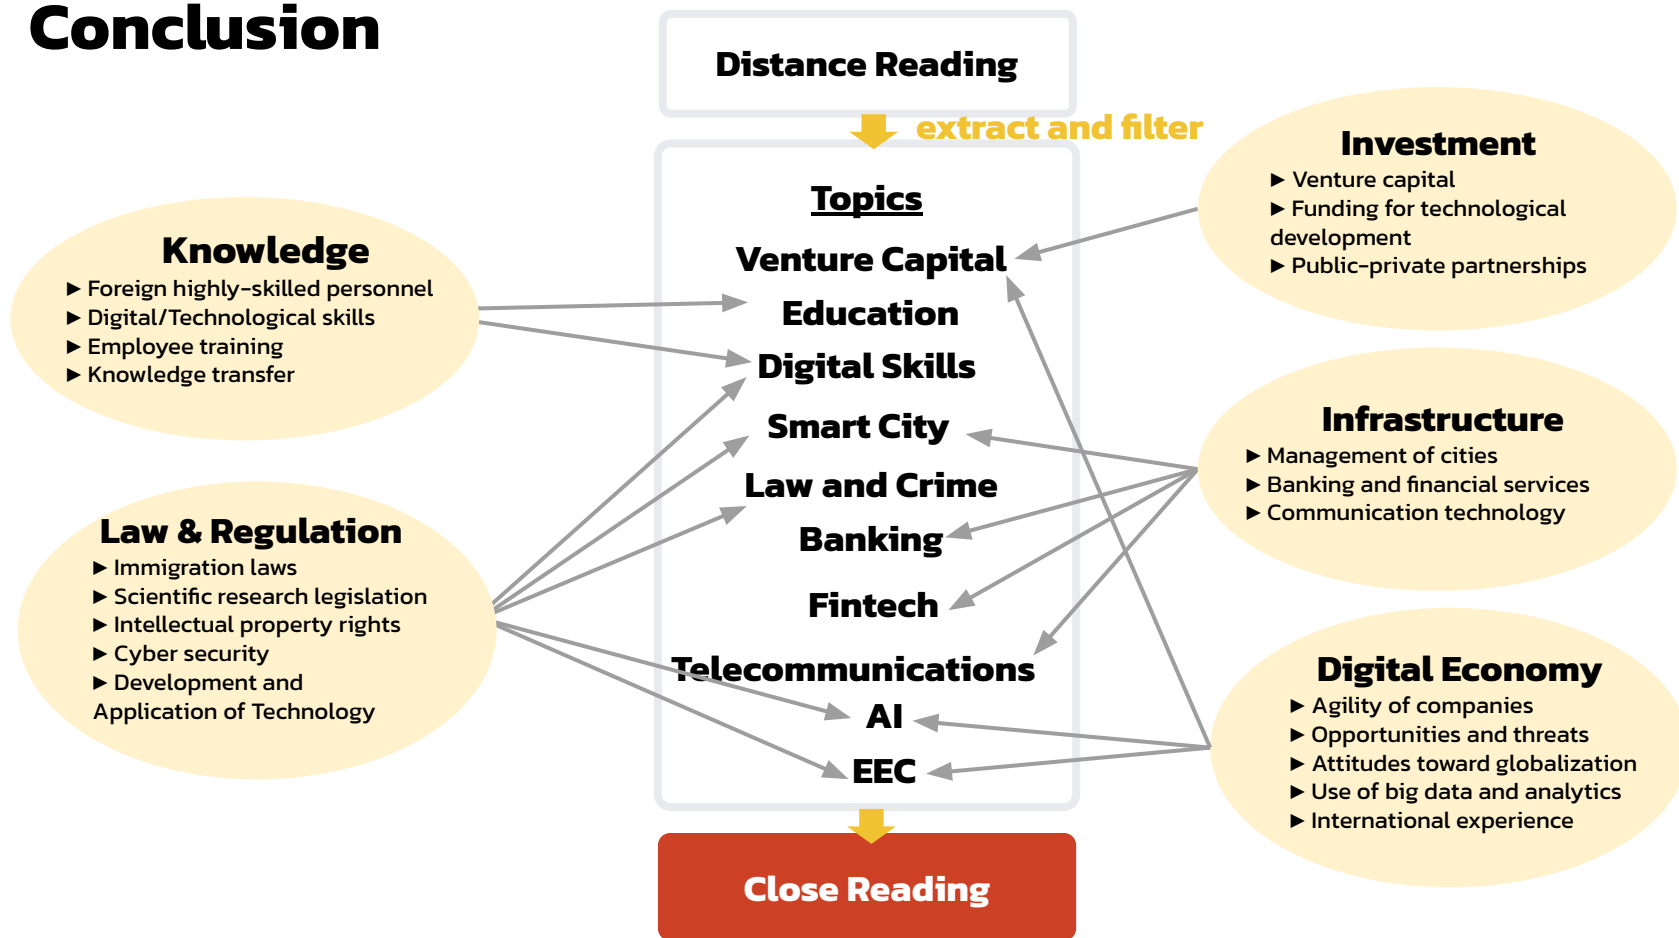 Conclusion
Distance Reading
extract and filter
Topics
Venture Capital
Education
Digital Skills
Smart City
Law and Crime
Banking
Fintech
Telecommunications
AI
EEC
Close Reading
Knowledge
► Foreign highly-skilled personnel
► Digital/Technological skills
► Employee training
► Knowledge transfer
Law & Regulation
► Immigration laws
► Scientific research legislation
► Intellectual property rights
► Cyber security
► Development and
Application of Technology
Investment
► Venture capital
► Funding for technological
development
► Public-private partnerships
Infrastructure
► Management of cities
► Banking and financial services
► Communication technology
Digital Economy
► Agility of companies
► Opportunities and threats
► Attitudes toward globalization
► Use of big data and analytics
► International experience